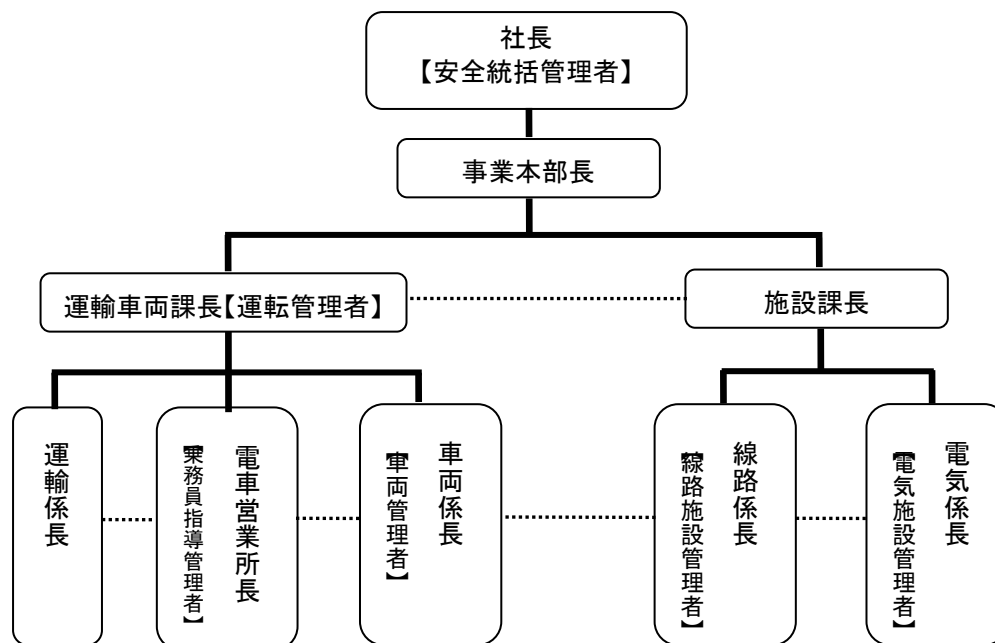 社長
【安全統括管理者】
事業本部長
運輸車両課長【運転管理者】
施設課長
運輸係長
電車営業所長
【乗務員指導管理者】
車両係長
【車両管理者】
線路係長
【線路施設管理者】
電気係長
【電気施設管理者】